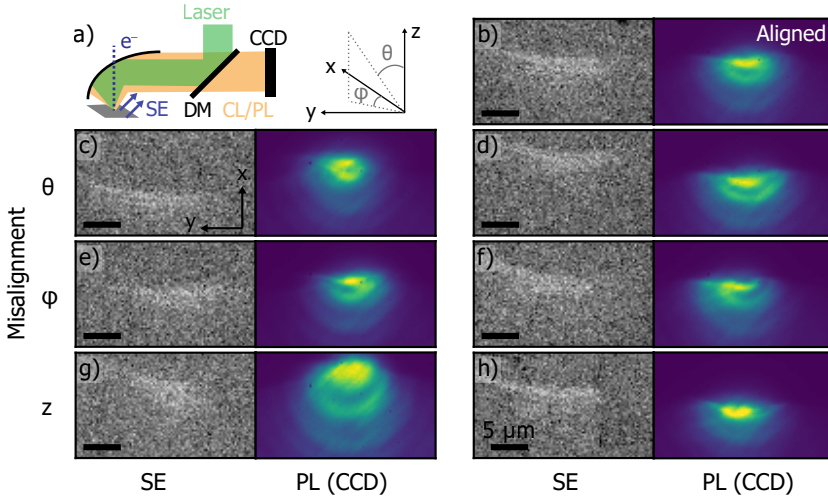 a)
Laser
CCD
e⁻
SE
DM
CL/PL
z
θ
x
φ
y
b)
Aligned
c)
x
y
d)
e)
f)
g)
h)
5 µm
Misalignment
θ
φ
z
SE
PL (CCD)
SE
PL (CCD)